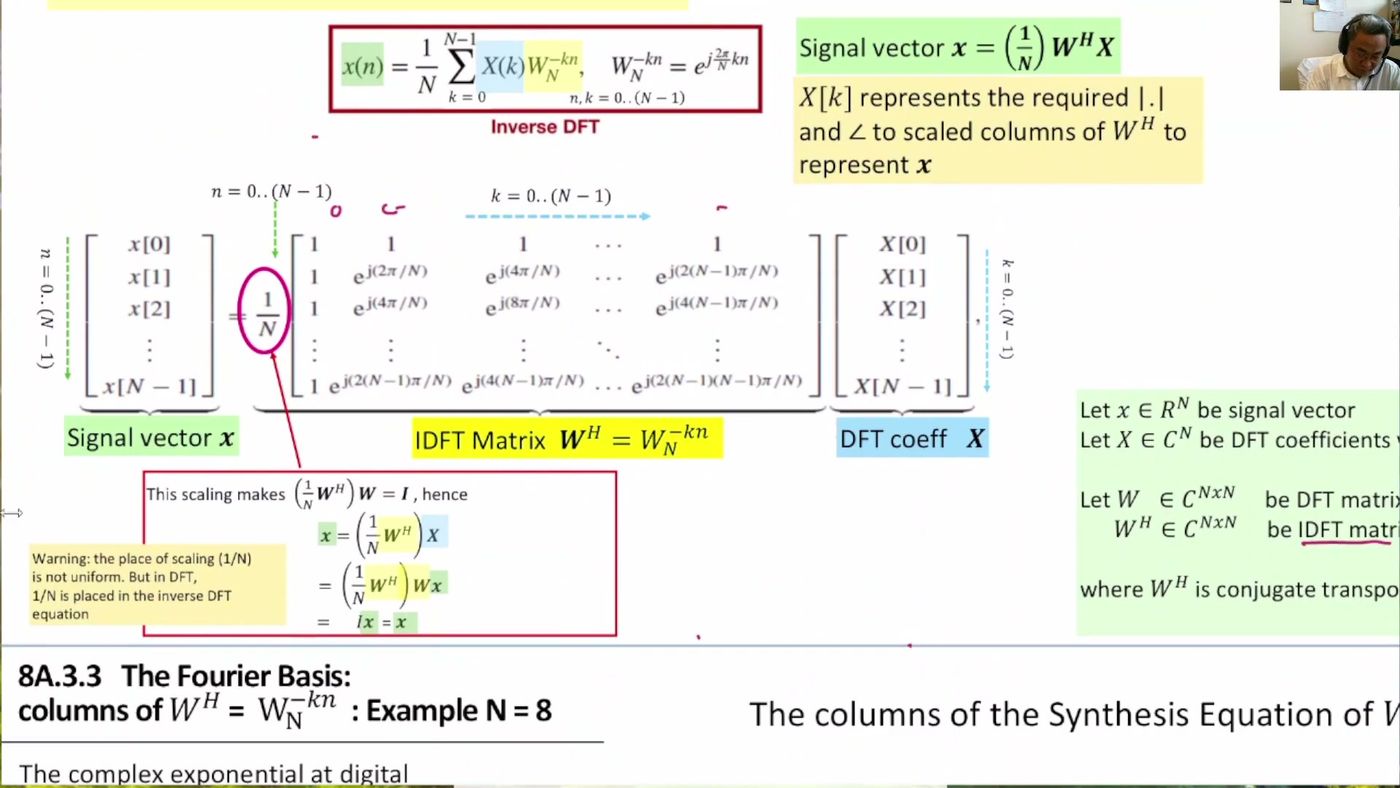 x(n) = 1/N ∑_{k=0}^{N−1} X(k)W_N^{−kn}, W_N^{−kn} = e^{j(2π/N)kn}
n, k = 0..(N − 1)
Inverse DFT
Signal vector x = (1/N) W^H X
X[k] represents the required |.|
and ∠ to scaled columns of W^H to
represent x
n = 0..(N − 1)
k = 0..(N − 1)
n = 0..(N − 1)
x[0]
x[1]
x[2]
⋮
x[N − 1]
= 1/N
1 1 1 ... 1
1 e^{j(2π/N)} e^{j(4π/N)} ... e^{j(2(N−1)π/N)}
1 e^{j(4π/N)} e^{j(8π/N)} ... e^{j(4(N−1)π/N)}
⋮ ⋮ ⋮ ⋱ ⋮
1 e^{j(2(N−1)π/N)} e^{j(4(N−1)π/N)} ... e^{j(2(N−1)(N−1)π/N)}
X[0]
X[1]
X[2]
⋮
X[N − 1]
,
k = 0..(N − 1)
Signal vector x
IDFT Matrix W^H = W_N^{−kn}
DFT coeff X
This scaling makes (1/N W^H) W = I , hence
x = (1/N W^H) X
= (1/N W^H) Wx
= Ix = x
Warning: the place of scaling (1/N)
is not uniform. But in DFT,
1/N is placed in the inverse DFT
equation
Let x ∈ R^N be signal vector
Let X ∈ C^N be DFT coefficients
Let W ∈ C^{NxN} be DFT matrix
W^H ∈ C^{NxN} be IDFT matri
where W^H is conjugate transpo
8A.3.3 The Fourier Basis:
columns of W^H = W_N^{−kn} : Example N = 8
The columns of the Synthesis Equation of W
The complex exponential at digital